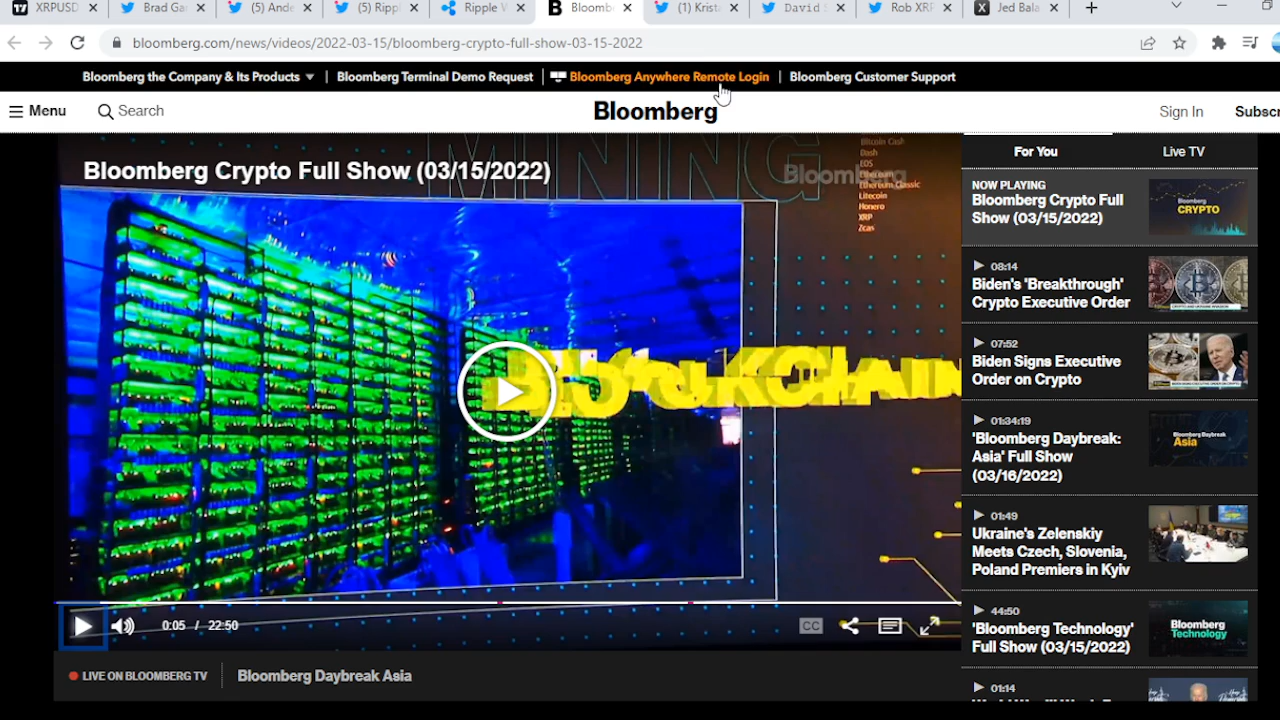 XRPUSD
Brad Ga
(5) Ande
(5) Rippl
Ripple
Bloomb
(1) Krist
David
Rob XR
Jed Bala
bloomberg.com/news/videos/2022-03-15/bloomberg-crypto-full-show-03-15-2022
Bloomberg the Company & Its Products
Bloomberg Terminal Demo Request
Bloomberg Anywhere Remote Login
Bloomberg Customer Support
Menu
Search
Bloomberg
Sign In
Subsc
MINING
Bloomberg Crypto Full Show (03/15/2022)
Bloomberg
Bitcoin Cash
Dash
EOS
Ethereum
Ethereum Classic
Litecoin
Monero
XRP
Zcas
0:05 / 22:50
CC
LIVE ON BLOOMBERG TV
Bloomberg Daybreak Asia
For You
Live TV
NOW PLAYING
Bloomberg Crypto Full
Show (03/15/2022)
Bloomberg
CRYPTO
08:14
Biden's 'Breakthrough'
Crypto Executive Order
07:52
Biden Signs Executive
Order on Crypto
01:34:19
'Bloomberg Daybreak:
Asia' Full Show
(03/16/2022)
Bloomberg Daybreak
Asia
01:49
Ukraine's Zelenskiy
Meets Czech, Slovenia,
Poland Premiers in Kyiv
44:50
'Bloomberg Technology'
Full Show (03/15/2022)
Bloomberg
Technology
01:14